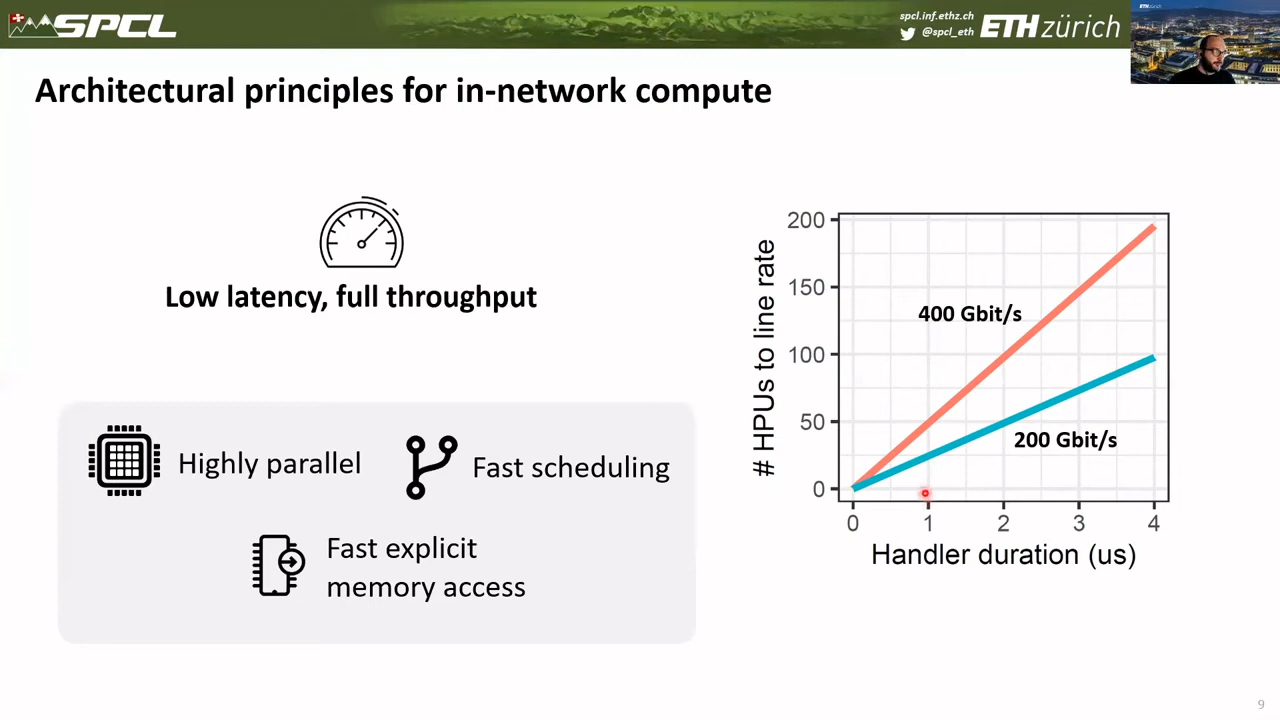 SPCL
spcl.inf.ethz.ch
@spcl_eth
ETH zürich
Architectural principles for in-network compute
Low latency, full throughput
Highly parallel
Fast scheduling
Fast explicit
memory access
# HPUs to line rate
200
150
100
50
0
400 Gbit/s
200 Gbit/s
0 1 2 3 4
Handler duration (us)
9